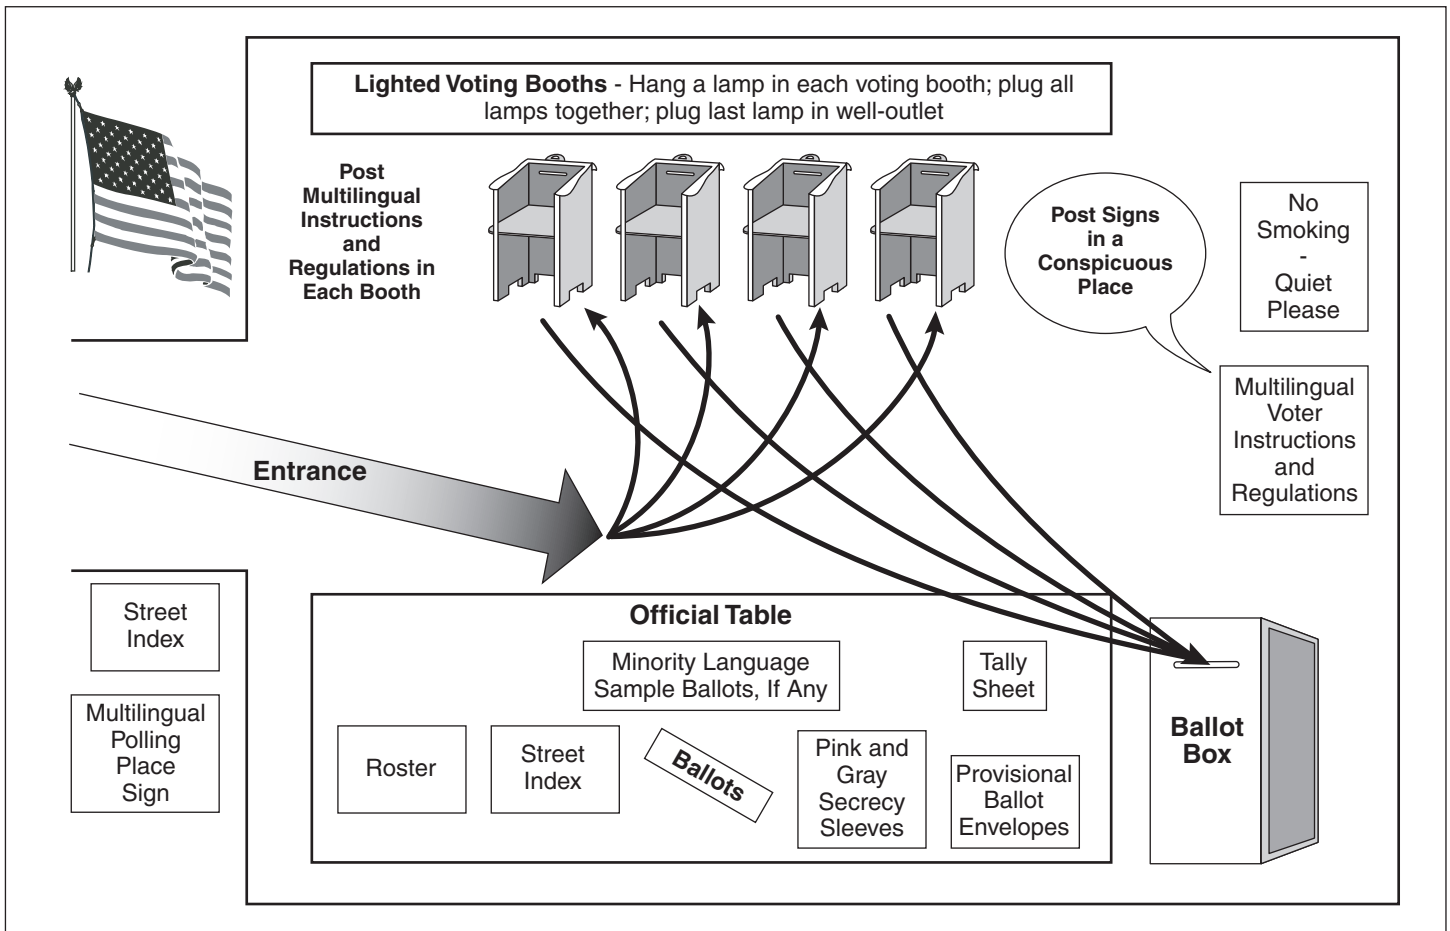 Lighted Voting Booths - Hang a lamp in each voting booth; plug all
lamps together; plug last lamp in well-outlet
Post
Multilingual
Instructions
and
Regulations in
Each Booth
Post Signs
in a
Conspicuous
Place
No
Smoking
-
Quiet
Please
Multilingual
Voter
Instructions
and
Regulations
Entrance
Street
Index
Multilingual
Polling
Place
Sign
Official Table
Minority Language
Sample Ballots, If Any
Tally
Sheet
Roster
Street
Index
Ballots
Pink and
Gray
Secrecy
Sleeves
Provisional
Ballot
Envelopes
Ballot
Box